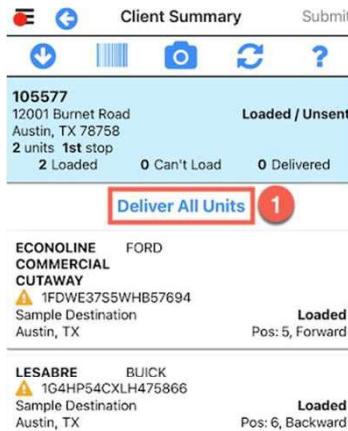 Client Summary Submit
?
105577
12001 Burnet Road Loaded / Unsent
Austin, TX 78758
2 units 1st stop
2 Loaded 0 Can't Load 0 Delivered
Deliver All Units 1
ECONOLINE FORD
COMMERCIAL
CUTAWAY
1FDWE37S5WHB57694
Sample Destination Loaded
Austin, TX Pos: 5, Forward
LESABRE BUICK
1G4HP54CXLH475866
Sample Destination Loaded
Austin, TX Pos: 6, Backward